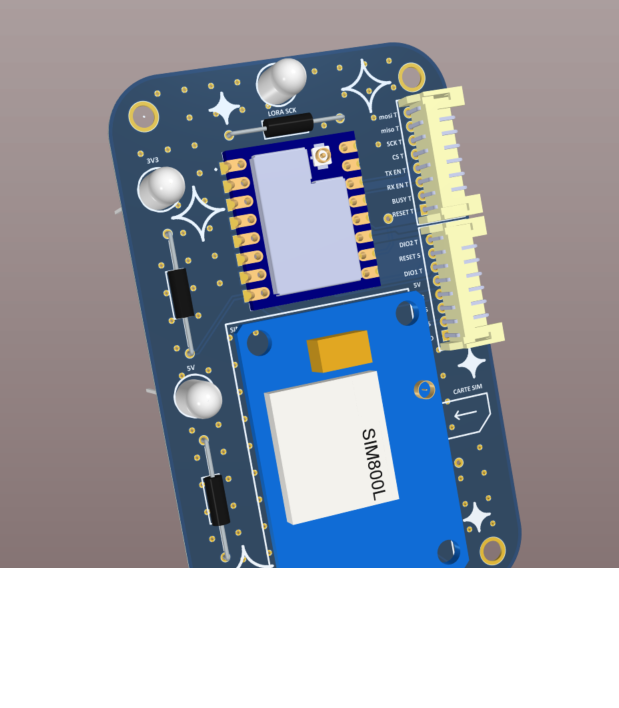 LORA SCK
3V3
mosi T
miso T
SCK T
CS T
TX EN T
RX EN T
BUSY T
RESET T
DIO2 T
RESET S
DIO1 T
5V
5V
CARTE SIM
SIM800L